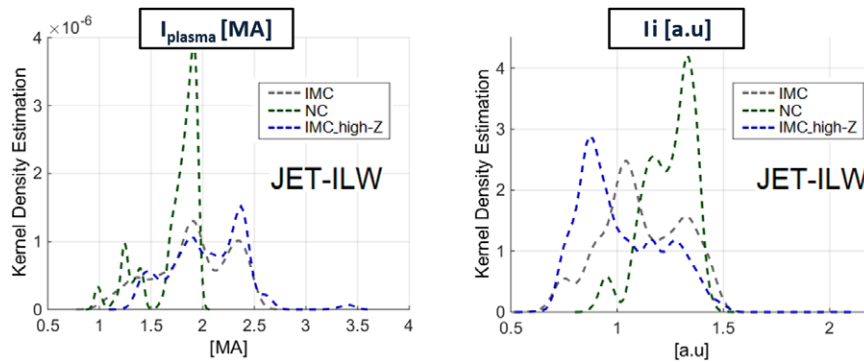 I plasma [MA]
×10⁻⁶
4
3
2
1
0
Kernel Density Estimation
IMC
NC
IMC_high-Z
JET-ILW
0.5 1 1.5 2 2.5 3 3.5 4
[MA]
Ii [a.u]
4
3
2
1
0
Kernel Density Estimation
IMC
NC
IMC_high-Z
JET-ILW
0.5 1 1.5 2
[a.u]